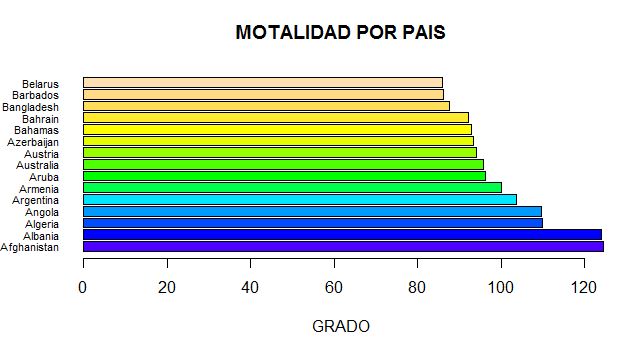 MOTALIDAD POR PAIS
Belarus
Barbados
Bangladesh
Bahrain
Bahamas
Azerbaijan
Austria
Australia
Aruba
Armenia
Argentina
Angola
Algeria
Albania
Afghanistan
0 20 40 60 80 100 120
GRADO